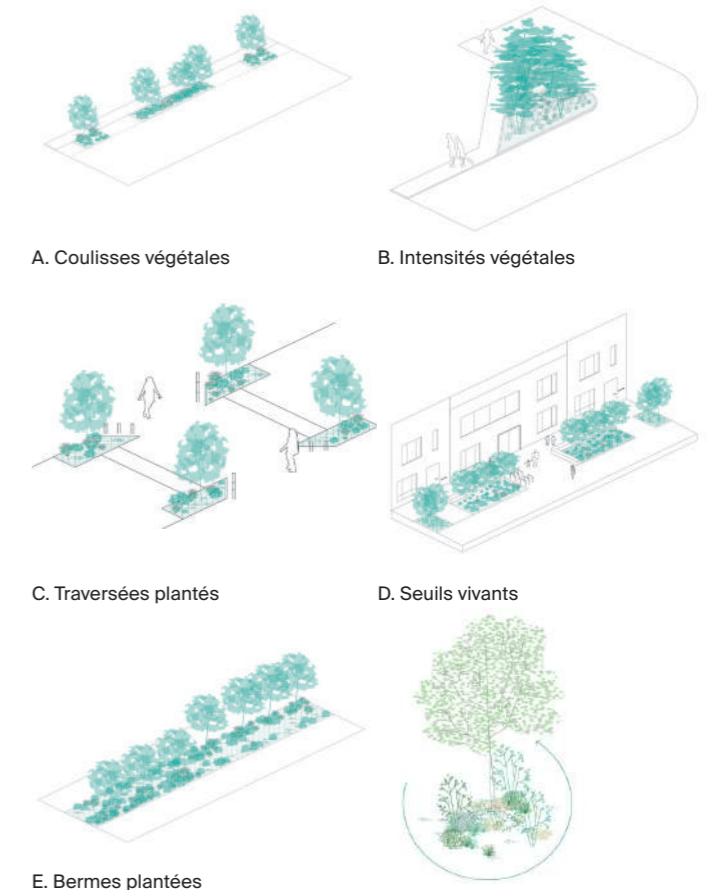 A. Coulisses végétales
B. Intensités végétales
C. Traversées plantés
D. Seuils vivants
E. Bermes plantées